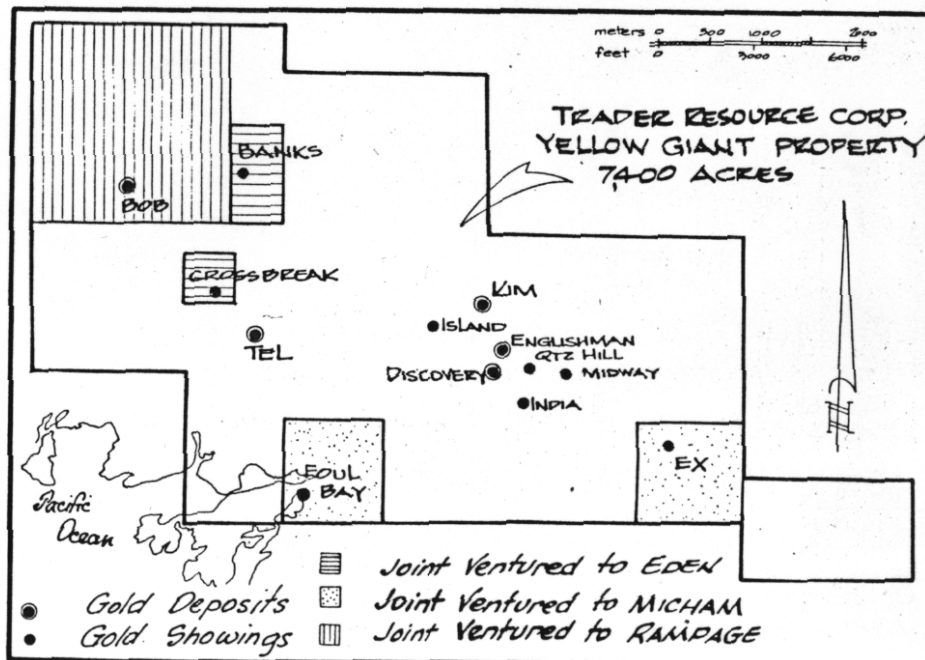 meters 0 500 1000 2000
feet 0 3000 6000
TRADER RESOURCE CORP.
YELLOW GIANT PROPERTY
7,400 ACRES
BANKS
BOB
CROSSBREAK
KIM
ISLAND
TEL
ENGLISHMAN
QTZ HILL
DISCOVERY
MIDWAY
INDIA
EX
FOUL
BAY
Pacific
Ocean
N
Joint Ventured to EDEN
Gold Deposits
Joint Ventured to MICHAM
Gold Showings
Joint Ventured to RAMPAGE